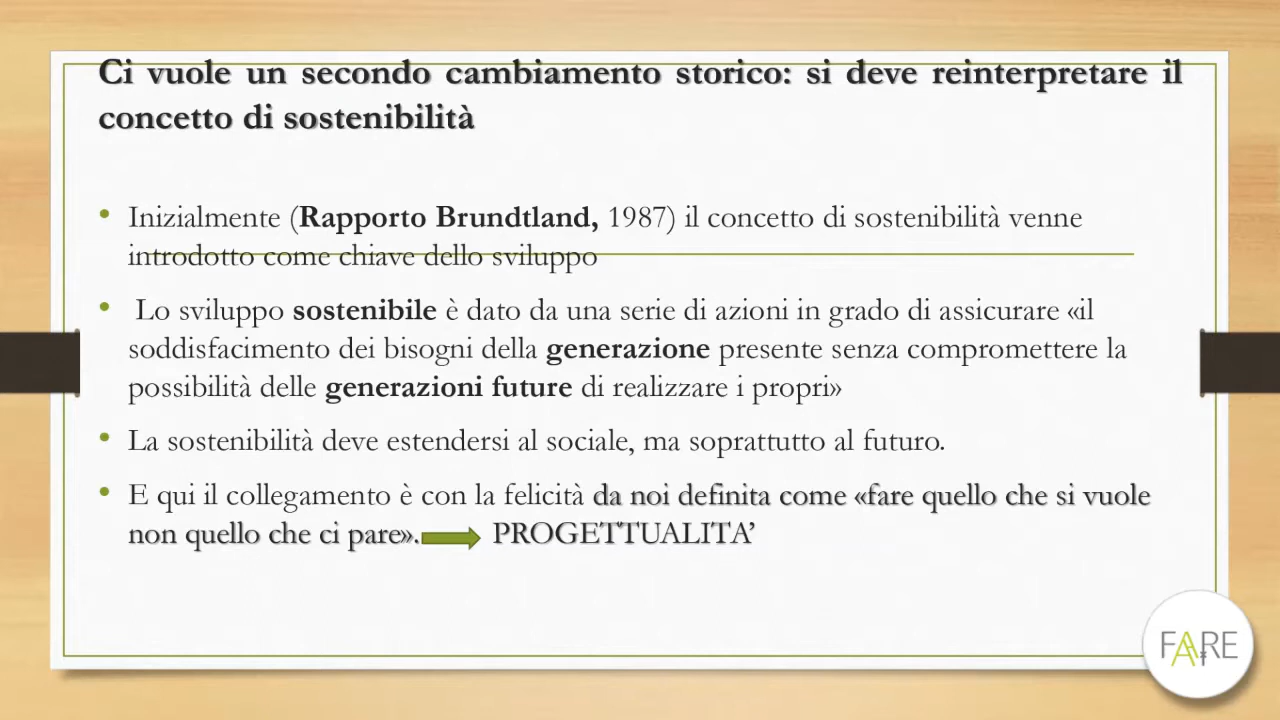 Ci vuole un secondo cambiamento storico: si deve reinterpretare il
concetto di sostenibilità
• Inizialmente (Rapporto Brundtland, 1987) il concetto di sostenibilità venne
introdotto come chiave dello sviluppo
• Lo sviluppo sostenibile è dato da una serie di azioni in grado di assicurare «il
soddisfacimento dei bisogni della generazione presente senza compromettere la
possibilità delle generazioni future di realizzare i propri»
• La sostenibilità deve estendersi al sociale, ma soprattutto al futuro.
• E qui il collegamento è con la felicità da noi definita come «fare quello che si vuole
non quello che ci pare». PROGETTUALITA’
FARE